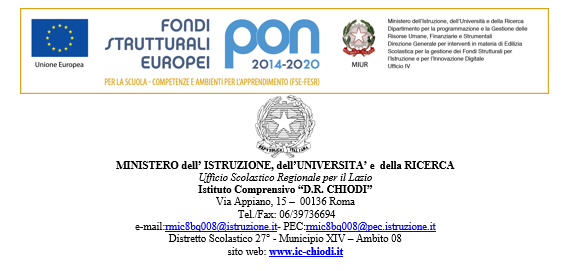 FONDI
STRUTTURALI
EUROPEI
pon
2014-2020
Unione Europea
PER LA SCUOLA - COMPETENZE E AMBIENTI PER L'APPRENDIMENTO (FSE-FESR)
MIUR
Ministero dell'Istruzione, dell'Università e della Ricerca
Dipartimento per la programmazione e la Gestione delle
Risorse Umane, Finanziarie e Strumentali
Direzione Generale per interventi in materia di Edilizia
Scolastica per la gestione dei Fondi Strutturali per
l'Istruzione e per l'Innovazione Digitale
Ufficio IV
MINISTERO dell' ISTRUZIONE, dell'UNIVERSITA' e della RICERCA
Ufficio Scolastico Regionale per il Lazio
Istituto Comprensivo "D.R. CHIODI"
Via Appiano, 15 – 00136 Roma
Tel./Fax: 06/39736694
e-mail:rmic8bq008@istruzione.it- PEC:rmic8bq008@pec.istruzione.it
Distretto Scolastico 27° - Municipio XIV – Ambito 08
sito web: www.ic-chiodi.it